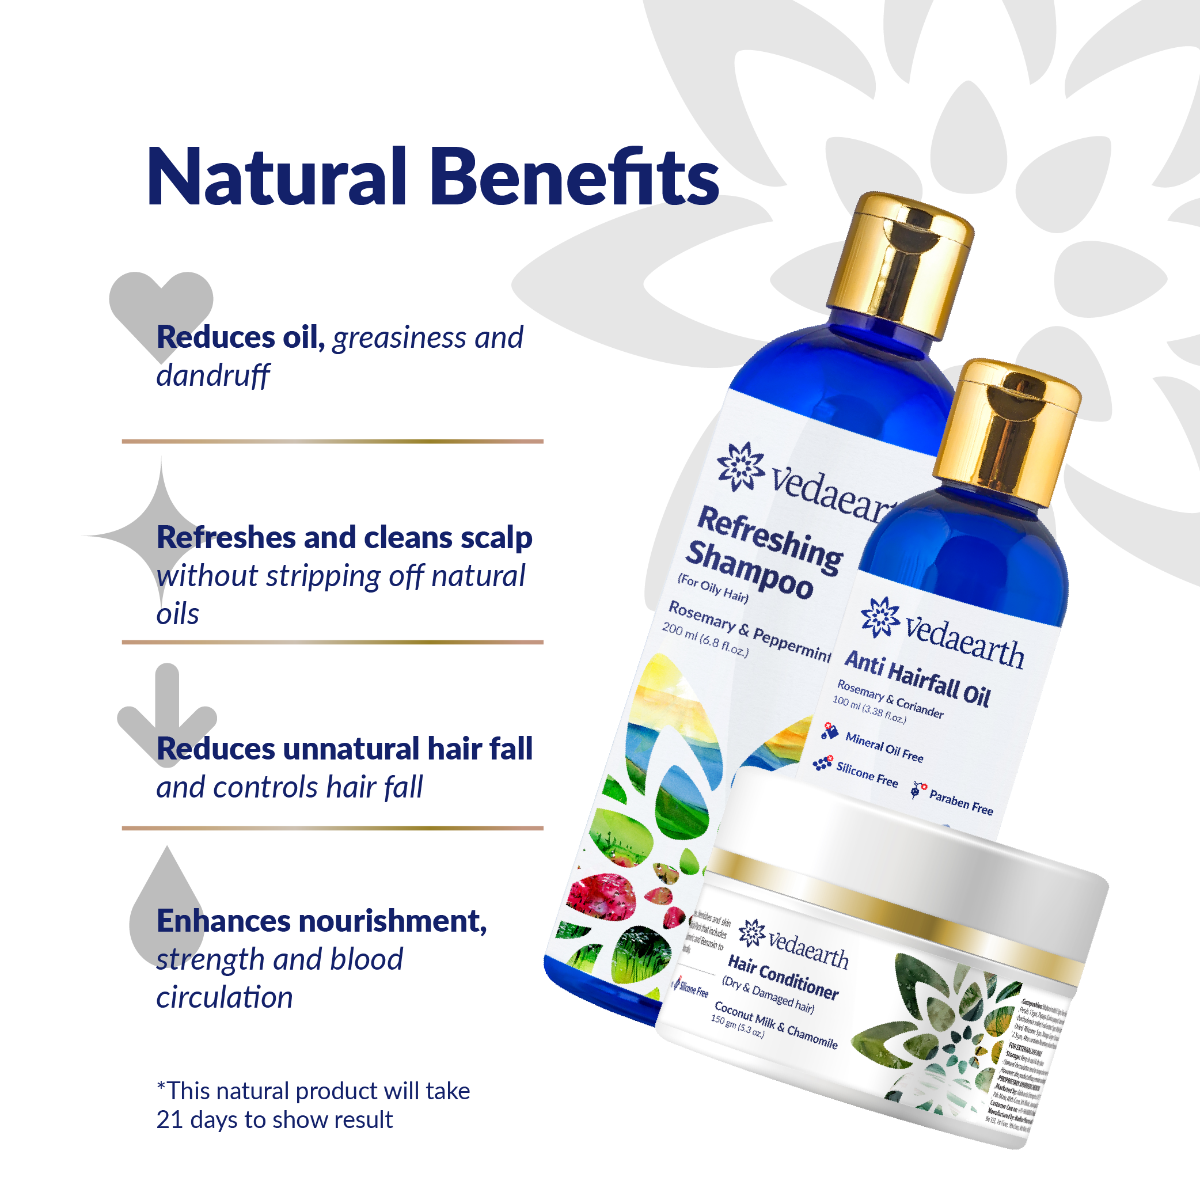 Natural Benefits
Reduces oil, greasiness and
dandruff
Refreshes and cleans scalp
without stripping off natural
oils
Reduces unnatural hair fall
and controls hair fall
Enhances nourishment,
strength and blood
circulation
*This natural product will take
21 days to show result
Refreshing
Shampoo
(For Oily Hair)
Rosemary & Peppermint
200 ml (6.8 fl.oz.)
vedaearth
Anti Hairfall Oil
Rosemary & Coriander
100 ml (3.38 fl.oz.)
Mineral Oil Free
Silicone Free
Paraben Free
vedaearth
Hair Conditioner
(Dry & Damaged hair)
Coconut Milk & Chamomile
150 gm (5.3 oz.)
Silicone Free